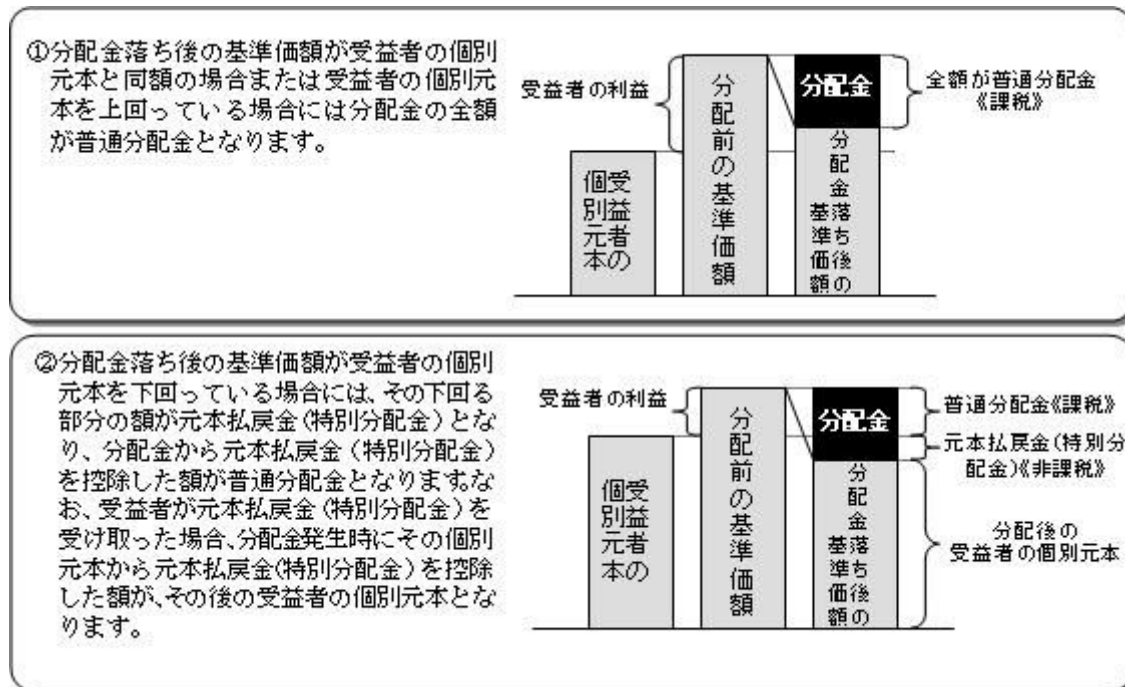 ①分配金落ち後の基準価額が受益者の個別
元本と同額の場合または受益者の個別元
本を上回っている場合には分配金の全額
が普通分配金となります。
受益者の利益
受益者の
個別元本
分配前の基準価額
分配金
分配金落ち後の
基準価額
全額が普通分配金
《課税》
②分配金落ち後の基準価額が受益者の個別
元本を下回っている場合には、その下回る
部分の額が元本払戻金(特別分配金)とな
り、分配金から元本払戻金(特別分配金)
を控除した額が普通分配金となります。な
お、受益者が元本払戻金(特別分配金)を
受け取った場合、分配金発生時にその個別
元本から元本払戻金(特別分配金)を控除
した額が、その後の受益者の個別元本とな
ります。
受益者の利益
受益者の
個別元本
分配前の基準価額
分配金
分配金落ち後の
基準価額
普通分配金《課税》
元本払戻金(特別分
配金)《非課税》
分配後の
受益者の個別元本